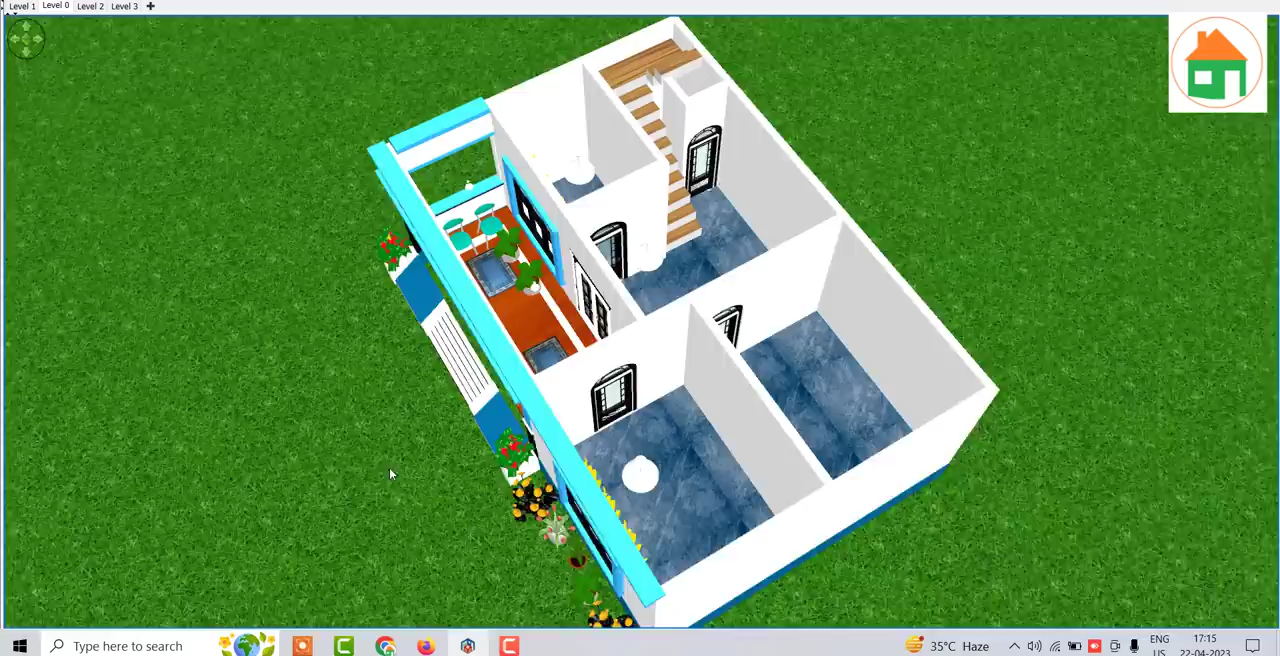 Level 1 Level 0 Level 2 Level 3
Type here to search
35°C Haze
ENG
US
17:15
22-04-2023